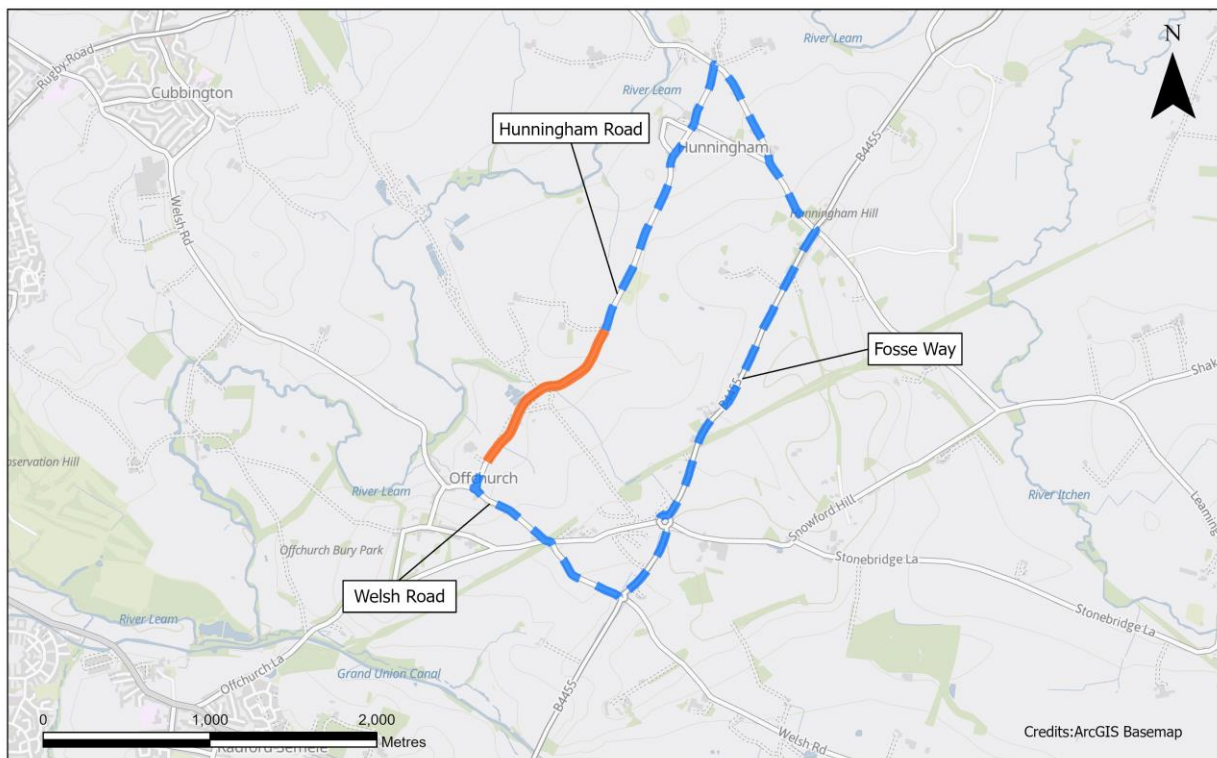 River Leam
N
Rugby Road
Cubbington
River Leam
B4455
Hunningham Road
Hunningham
Welsh Rd
Hunningham Hill
Fosse Way
Shak
B4455
servation Hill
Offchurch
River Leam
River Itchen
Leaming
Snowford Hill
Offchurch Bury Park
Stonebridge La
Welsh Road
River Leam
Stonebridge La
Offchurch La
Grand Union Canal
B4455
0
1,000
2,000
Metres
Radford Semele
Welsh Rd
Credits:ArcGIS Basemap